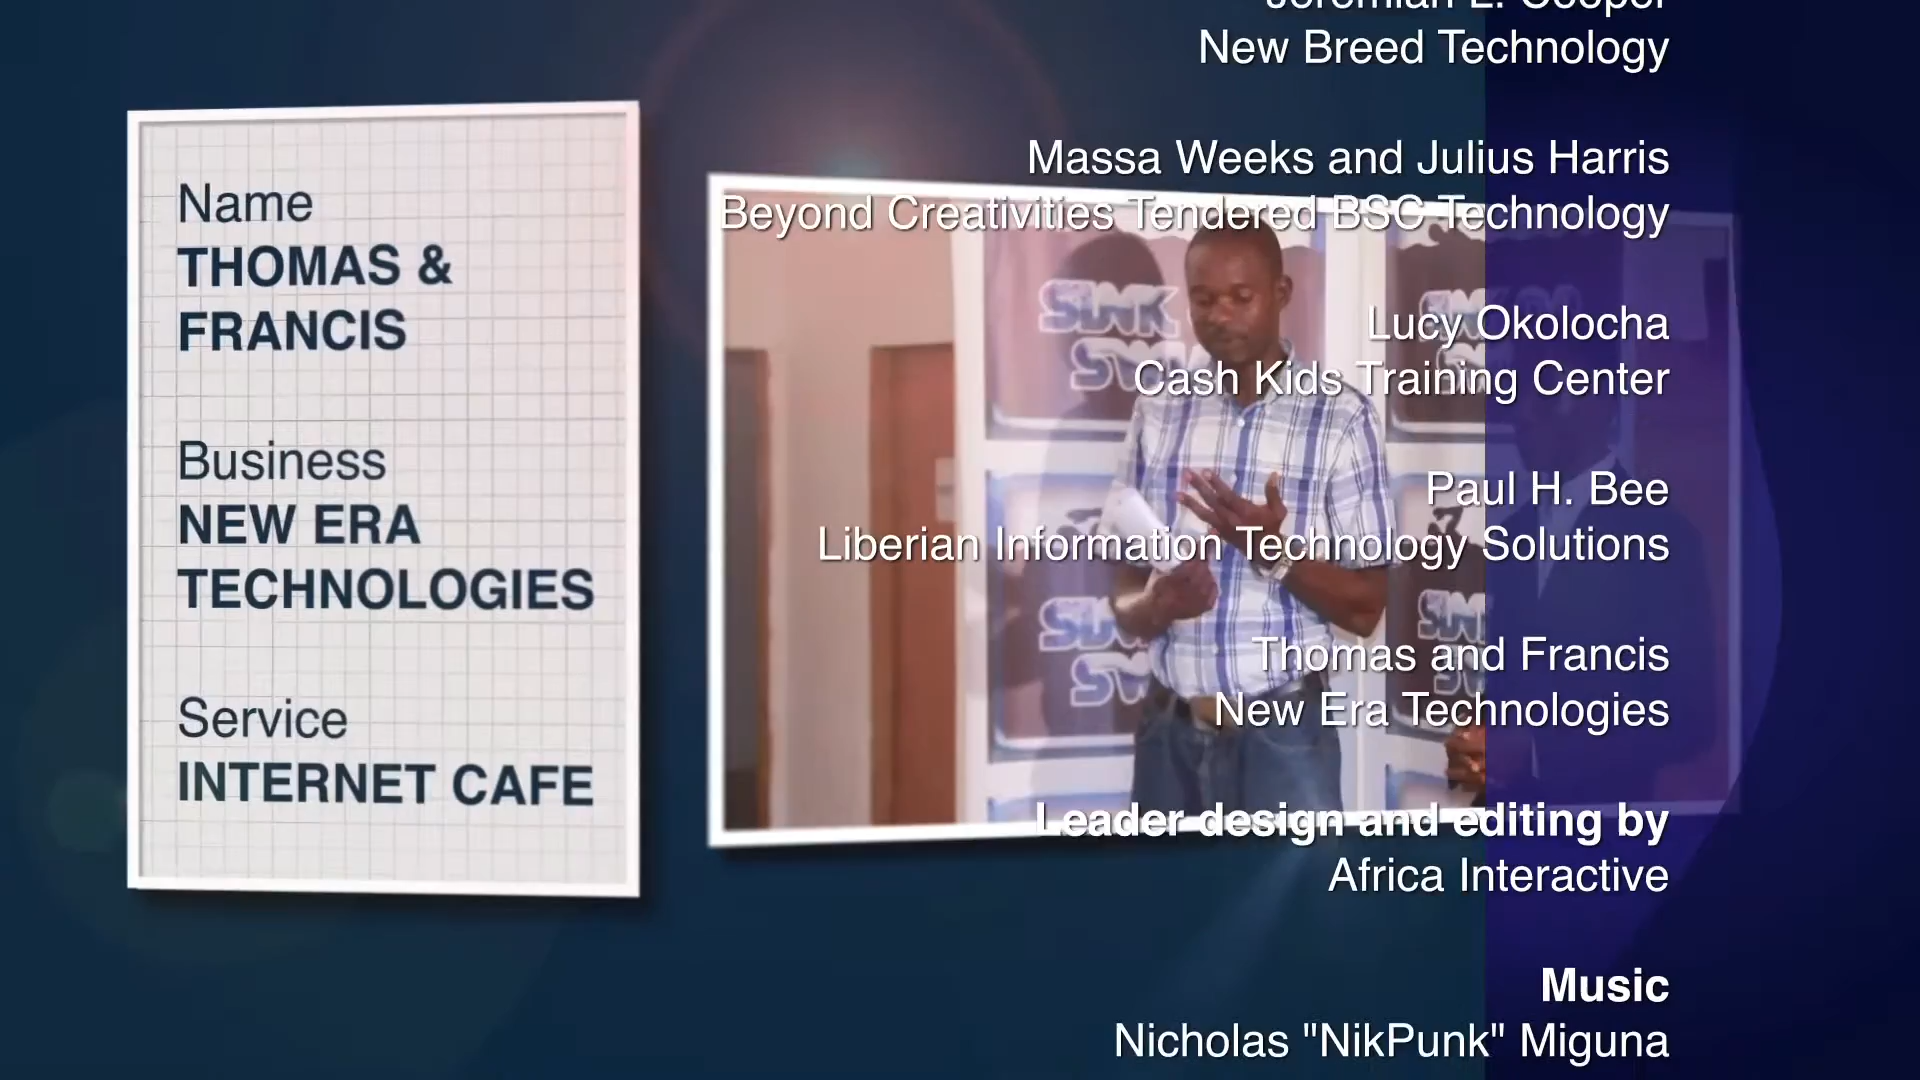 Name
THOMAS &
FRANCIS
Business
NEW ERA
TECHNOLOGIES
Service
INTERNET CAFE
New Breed Technology
Massa Weeks and Julius Harris
Beyond Creativities Tendered BSC Technology
Lucy Okolocha
Cash Kids Training Center
Paul H. Bee
Liberian Information Technology Solutions
Thomas and Francis
New Era Technologies
Leader design and editing by
Africa Interactive
Music
Nicholas "NikPunk" Miguna